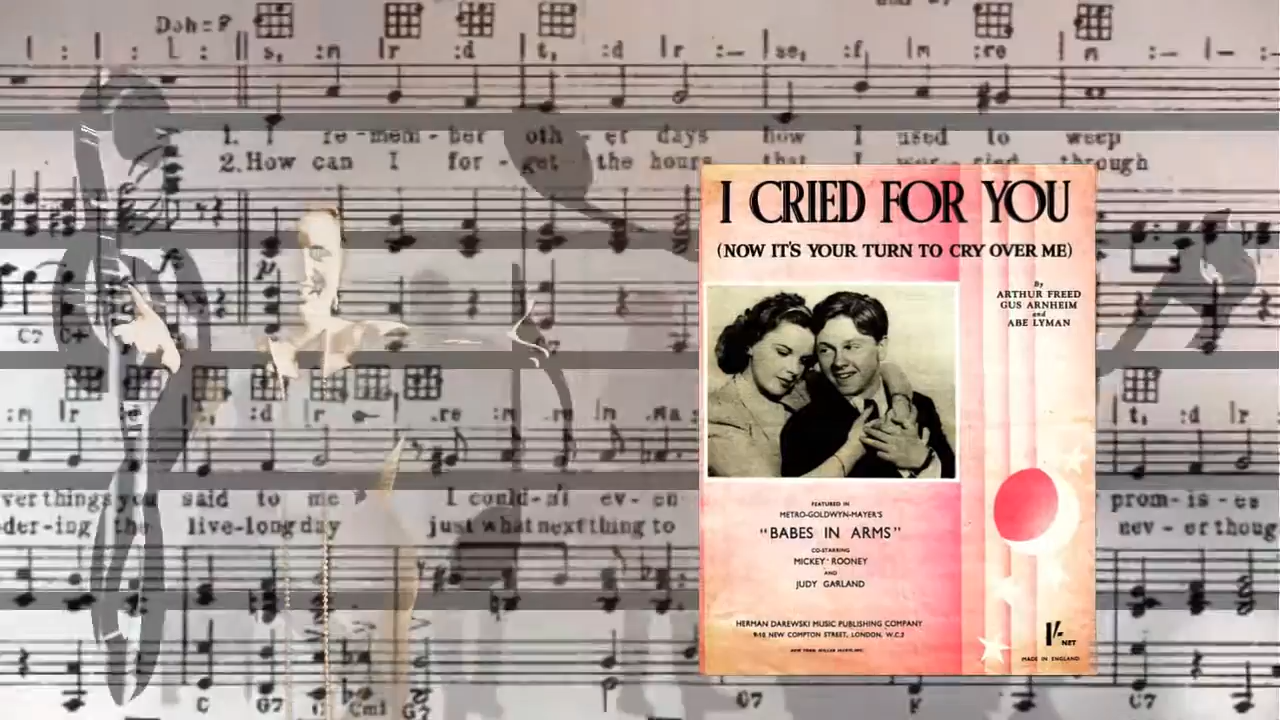 Doh=F
s, :m r :d t, :d r :— se, :f, m :re m :— — :-
1. I re-mem-ber oth-er days how I used to weep
2. How can I for-get the hours that I wor-ried through
I CRIED FOR YOU
(NOW IT'S YOUR TURN TO CRY OVER ME)
By
ARTHUR FREED
GUS ARNHEIM
and
ABE LYMAN
C7 C+
:m r :d r .re :m m
t, :d r
ver things you said to me I could-n't ev-en
prom-is-es
-der-ing the live-long day just what next thing to
nev-er thoug
FEATURED IN
METRO-GOLDWYN-MAYER'S
"BABES IN ARMS"
CO-STARRING
MICKEY ROONEY
AND
JUDY GARLAND
HERMAN DAREWSKI MUSIC PUBLISHING COMPANY
9-10 NEW COMPTON STREET, LONDON, W.C.2
1/- NET
MADE IN ENGLAND
C G7 Cmi G7 G7 F C7